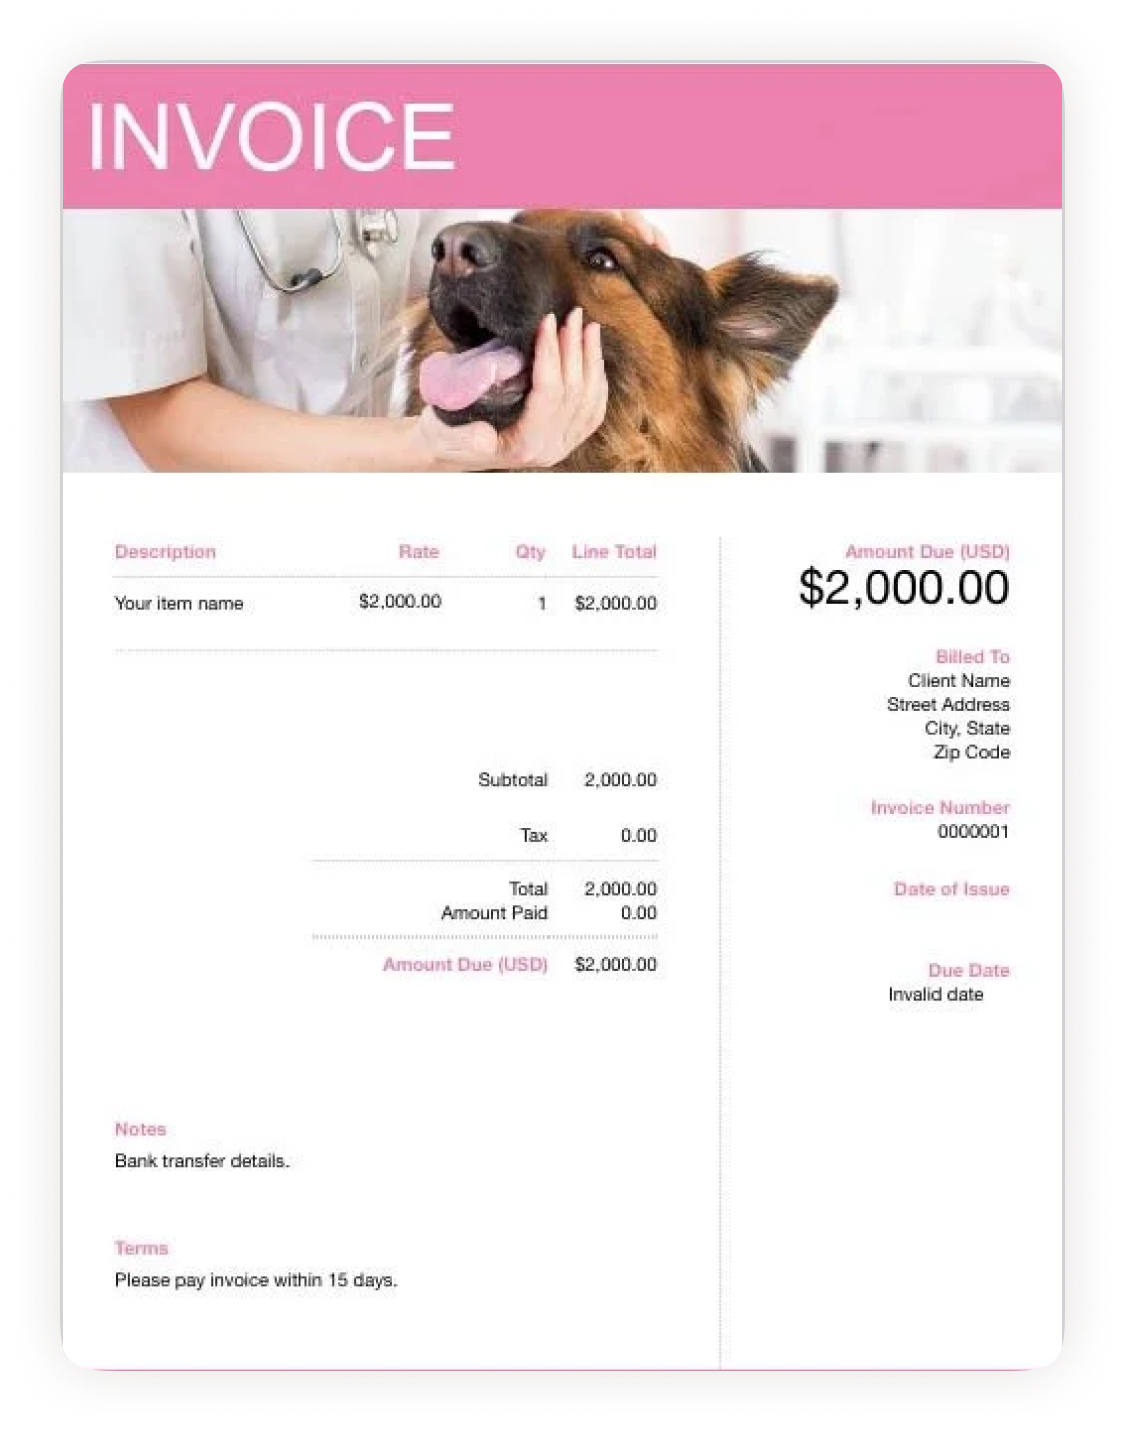 INVOICE
Description Rate Qty Line Total
Your item name $2,000.00 1 $2,000.00
Subtotal 2,000.00
Tax 0.00
Total 2,000.00
Amount Paid 0.00
Amount Due (USD) $2,000.00
Notes
Bank transfer details.
Terms
Please pay invoice within 15 days.
Amount Due (USD)
$2,000.00
Billed To
Client Name
Street Address
City, State
Zip Code
Invoice Number
0000001
Date of Issue
Due Date
Invalid date